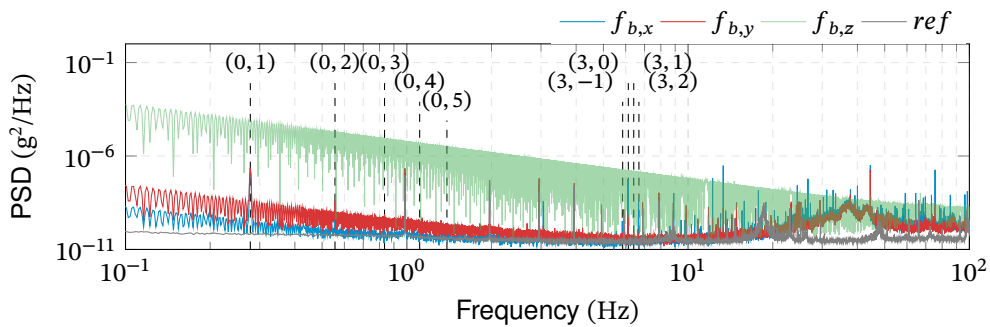 f_{b,x} f_{b,y} f_{b,z} ref
10^{−1}
(0, 1) (0, 2) (0, 3) (3, 0) (3, 1)
(0, 4) (3, −1) (3, 2)
(0, 5)
10^{−6}
10^{−11}
PSD (g^2/Hz)
10^{−1} 10^0 10^1 10^2
Frequency (Hz)